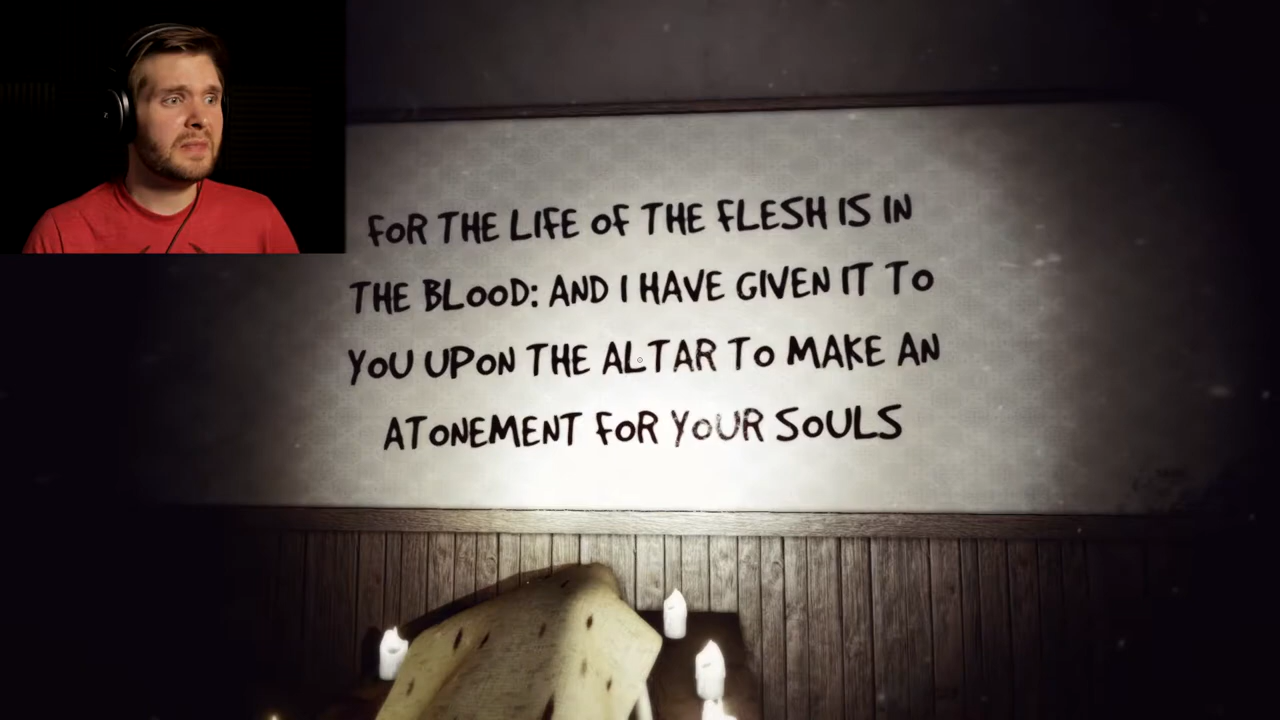 FOR THE LIFE OF THE FLESH IS IN
THE BLOOD: AND I HAVE GIVEN IT TO
YOU UPON THE ALTAR TO MAKE AN
ATONEMENT FOR YOUR SOULS